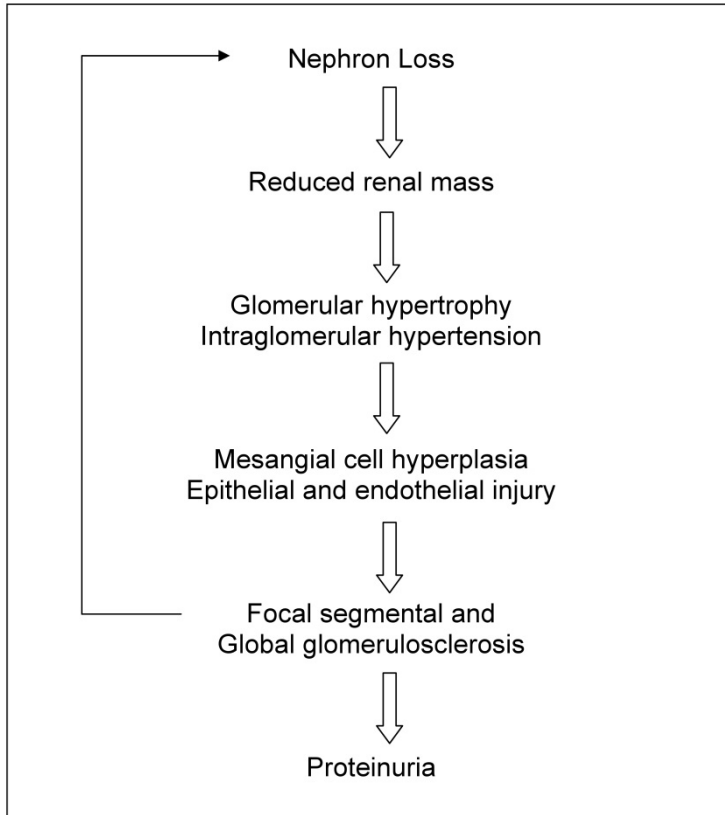 Nephron Loss
Reduced renal mass
Glomerular hypertrophy
Intraglomerular hypertension
Mesangial cell hyperplasia
Epithelial and endothelial injury
Focal segmental and
Global glomerulosclerosis
Proteinuria